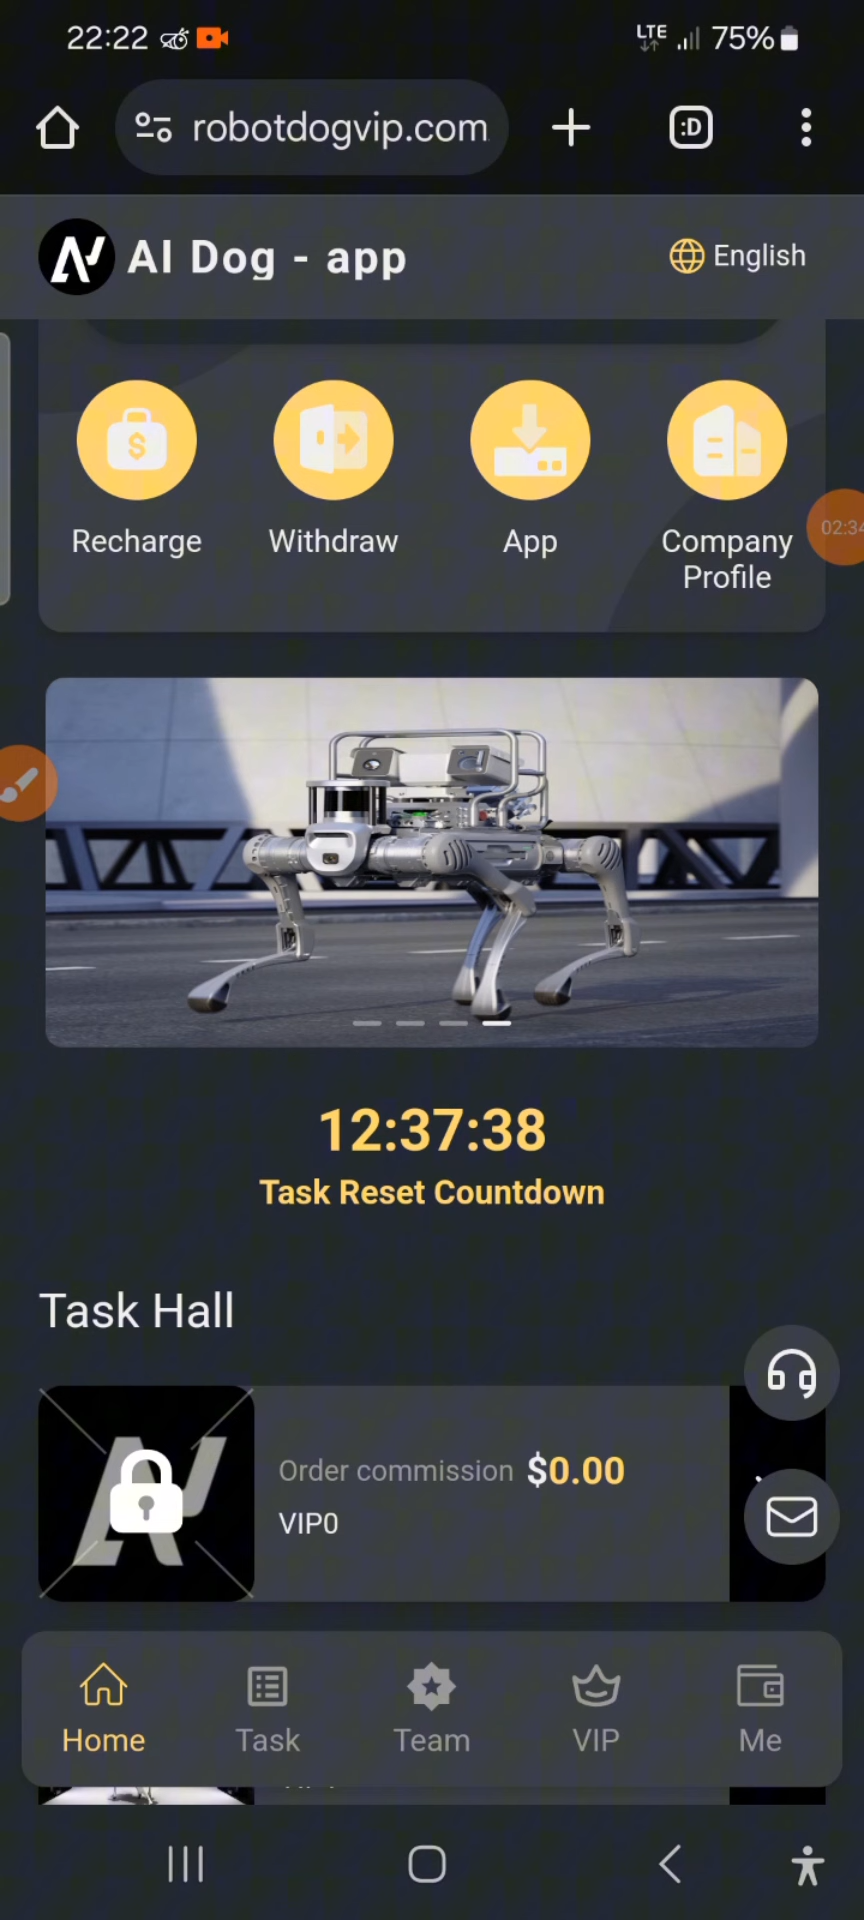 22:22
LTE
75%
robotdogvip.com
:D
AI Dog - app
English
Recharge
Withdraw
App
Company
Profile
12:37:38
Task Reset Countdown
Task Hall
Order commission $0.00
VIP0
Home
Task
Team
VIP
Me